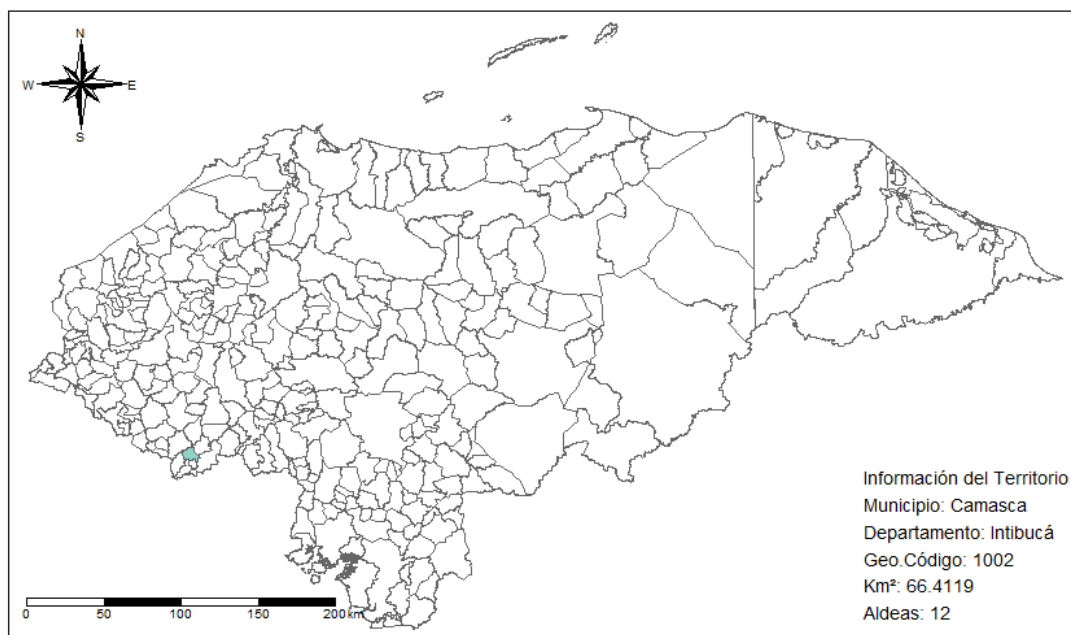 N
W E
S
Información del Territorio
Municipio: Camasca
Departamento: Intibucá
Geo.Código: 1002
Km²: 66.4119
Aldeas: 12
0 50 100 150 200 km